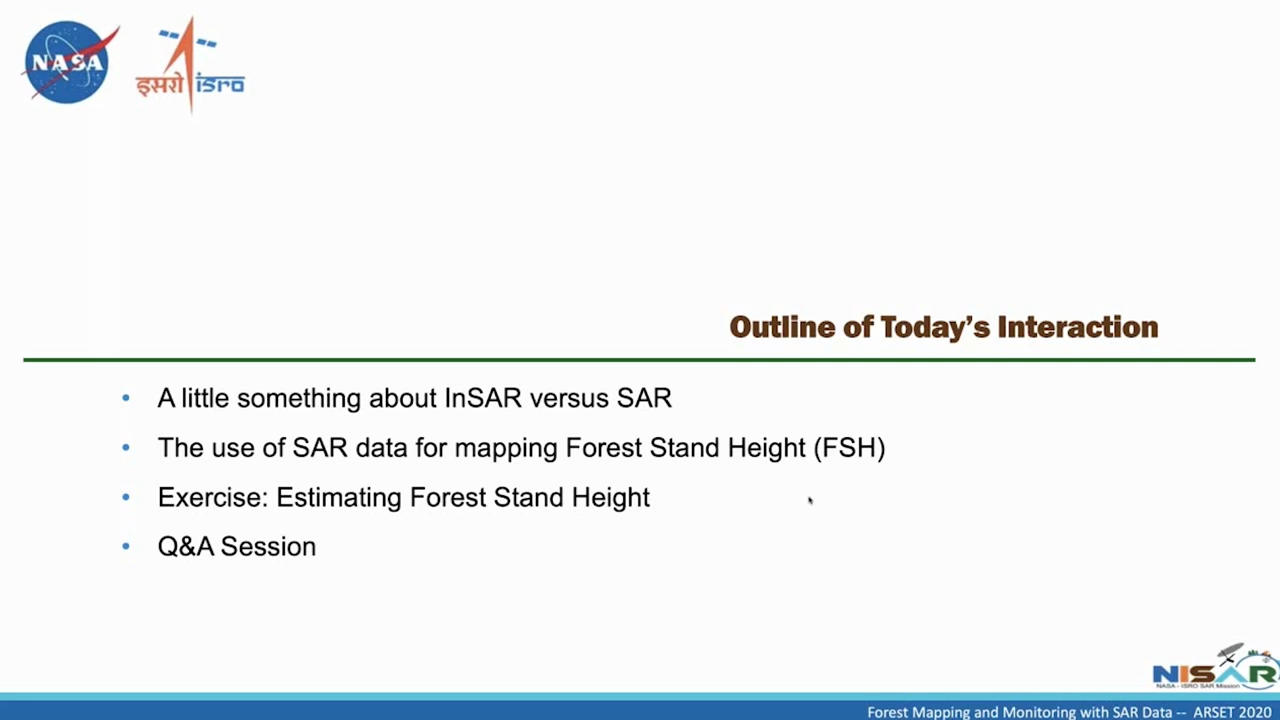 NASA
इसरो isro
Outline of Today's Interaction
• A little something about InSAR versus SAR
• The use of SAR data for mapping Forest Stand Height (FSH)
• Exercise: Estimating Forest Stand Height
• Q&A Session
NISAR
NASA - ISRO SAR Mission
Forest Mapping and Monitoring with SAR Data -- ARSET 2020